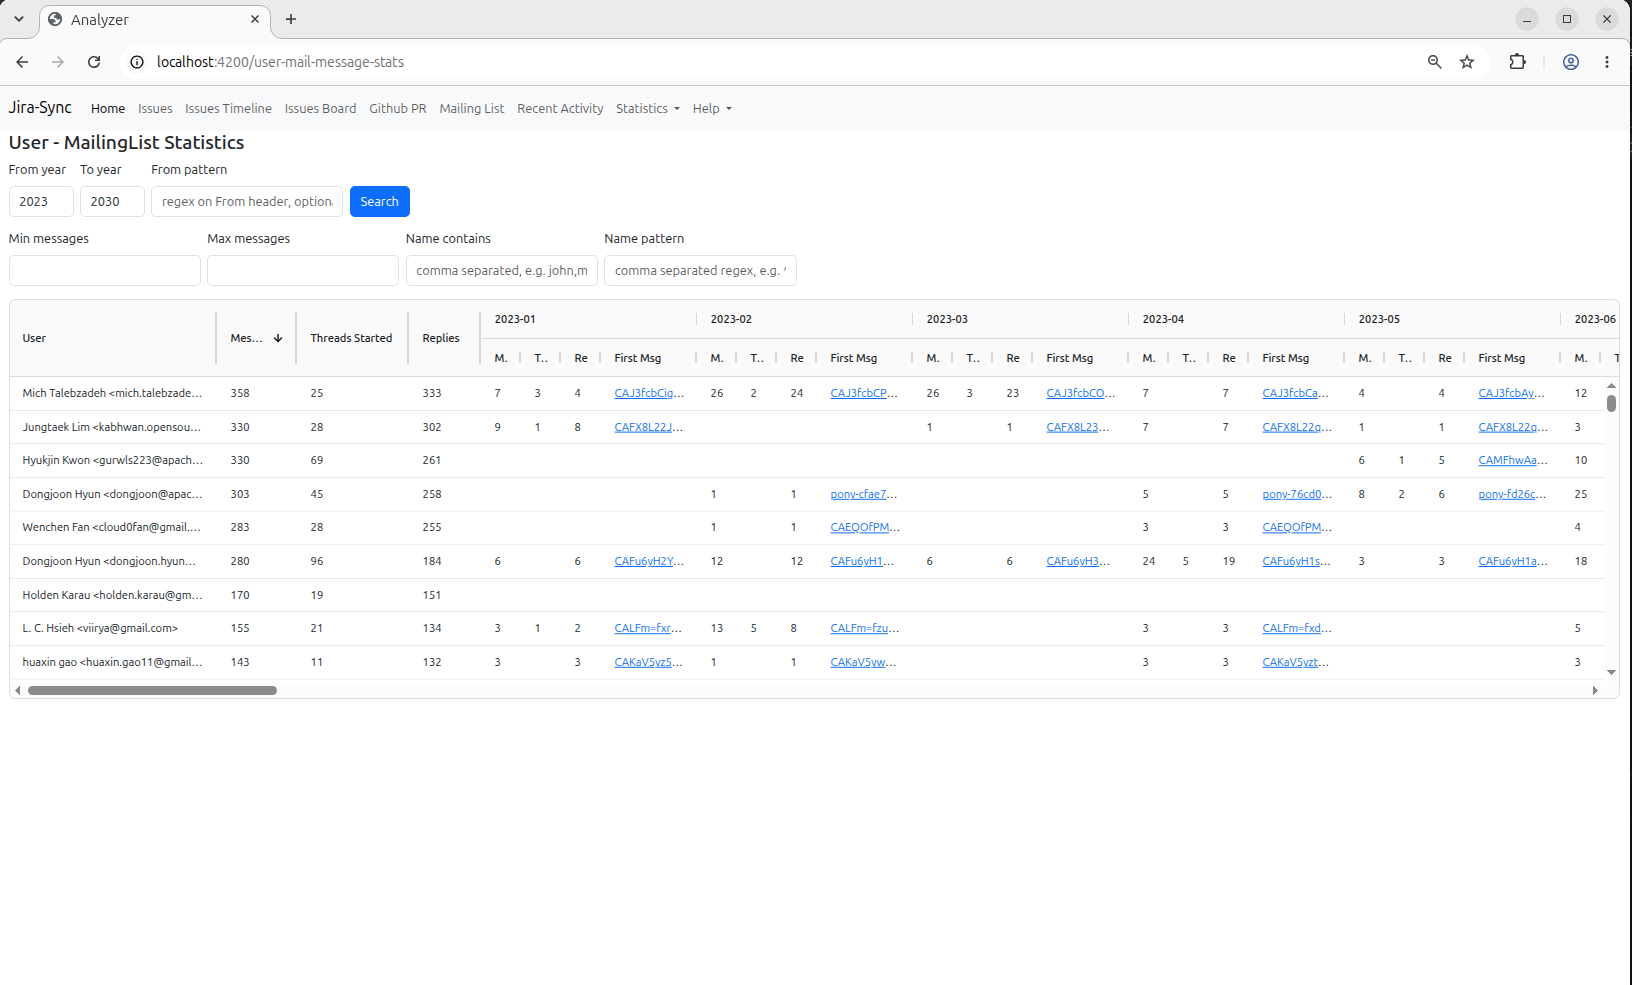 Analyzer
localhost:4200/user-mail-message-stats
Jira-Sync Home Issues Issues Timeline Issues Board Github PR Mailing List Recent Activity Statistics Help
User - MailingList Statistics
From year To year From pattern
2023 2030 regex on From header, optiona Search
Min messages Max messages Name contains Name pattern
comma separated, e.g. john,m comma separated regex, e.g. ^
2023-01 2023-02 2023-03 2023-04 2023-05 2023-06
User Mes... Threads Started Replies
M. T.. Re First Msg M. T.. Re First Msg M. T.. Re First Msg M. T.. Re First Msg M. T.. Re First Msg M. T
Mich Talebzadeh <mich.talebzade... 358 25 333 7 3 4 CAJ3fcbCig... 26 2 24 CAJ3fcbCP... 26 3 23 CAJ3fcbCO... 7 7 CAJ3fcbCa... 4 4 CAJ3fcbAy... 12
Jungtaek Lim <kabhwan.opensou... 330 28 302 9 1 8 CAFX8L22J... 1 1 CAFX8L23... 7 7 CAFX8L22q... 1 1 CAFX8L22q... 3
Hyukjin Kwon <gurwls223@apach... 330 69 261 6 1 5 CAMFhwAa... 10
Dongjoon Hyun <dongjoon@apac... 303 45 258 1 1 pony-cfae7... 5 5 pony-76cd0... 8 2 6 pony-fd26c... 25
Wenchen Fan <cloud0fan@gmail.... 283 28 255 1 1 CAEQOfPM... 3 3 CAEQOfPM... 4
Dongjoon Hyun <dongjoon.hyun... 280 96 184 6 6 CAFu6yH2Y... 12 12 CAFu6yH1... 6 6 CAFu6yH3... 24 5 19 CAFu6yH1s... 3 3 CAFu6yH1a... 18
Holden Karau <holden.karau@gm... 170 19 151
L. C. Hsieh <viirya@gmail.com> 155 21 134 3 1 2 CALFm=fxr... 13 5 8 CALFm=fzu... 3 3 CALFm=fxd... 5
huaxin gao <huaxin.gao11@gmail... 143 11 132 3 3 CAKaV5yz5... 1 1 CAKaV5yw... 3 3 CAKaV5yzt... 3